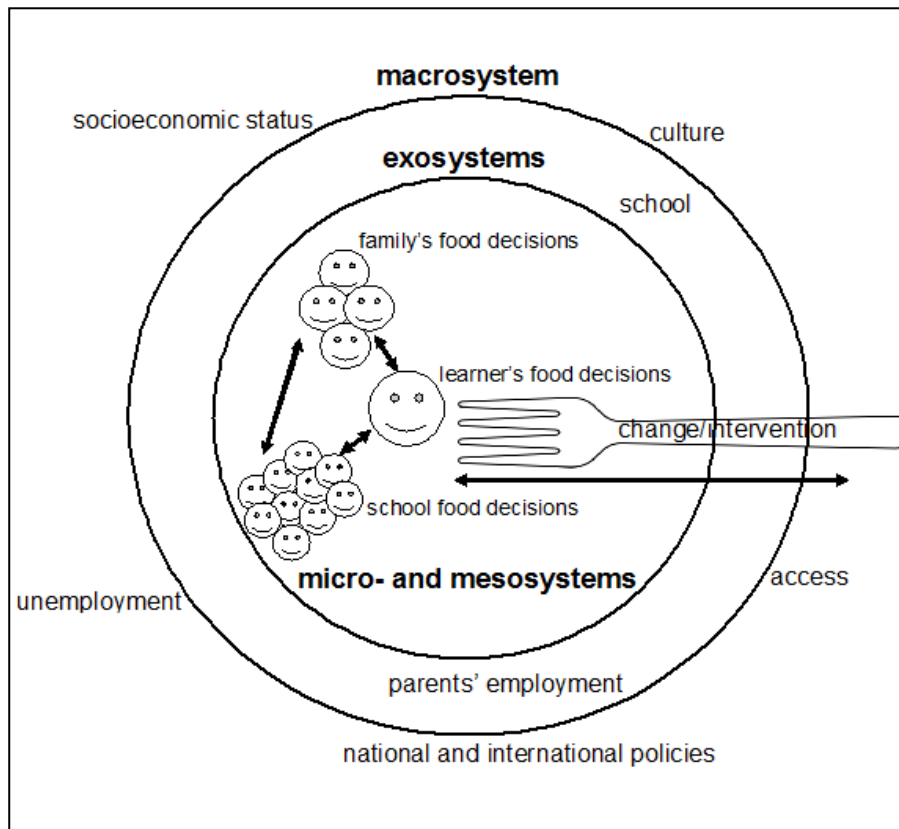 macrosystem
socioeconomic status
culture
exosystems
school
family's food decisions
learner's food decisions
change/intervention
school food decisions
micro- and mesosystems
access
unemployment
parents' employment
national and international policies